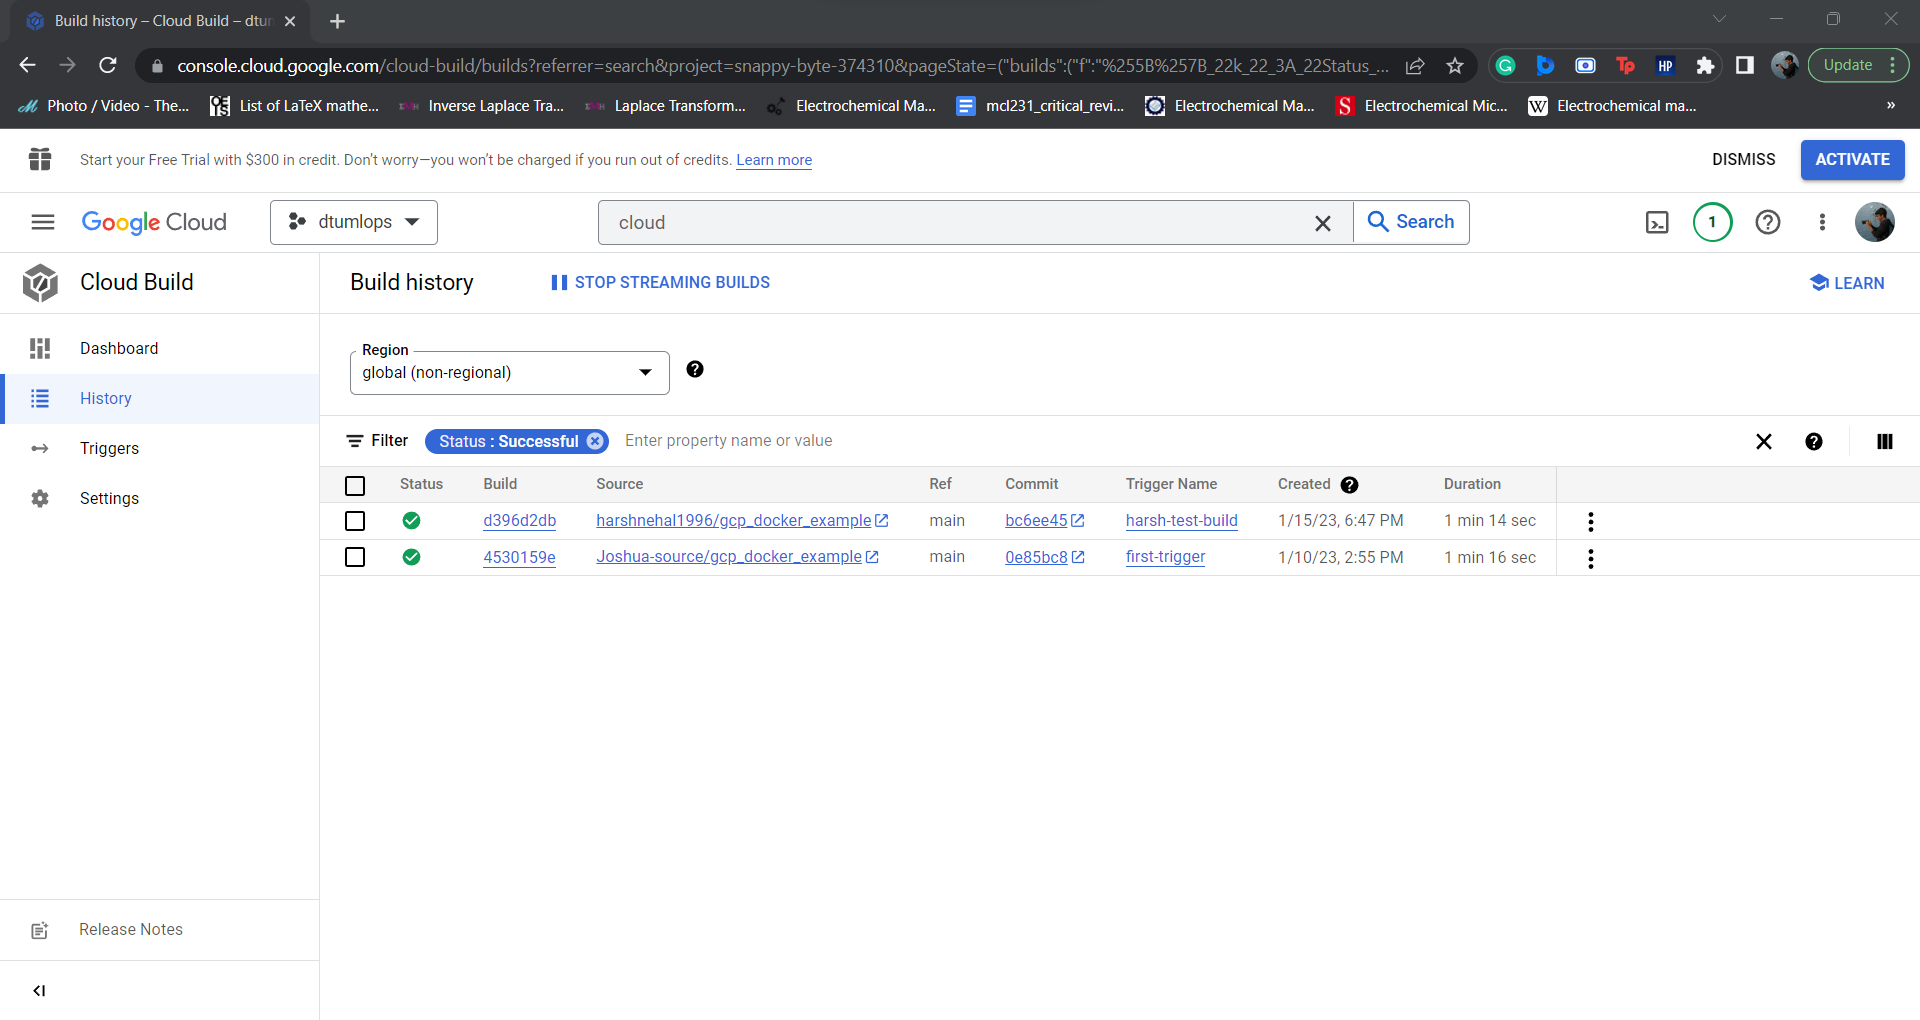 Build history – Cloud Build – dtum
console.cloud.google.com/cloud-build/builds?referrer=search&project=snappy-byte-374310&pageState=("builds":("f":"%255B%257B_22k_22_3A_22Status_...
Update
Photo / Video - The...
List of LaTeX mathe...
Inverse Laplace Tra...
Laplace Transform...
Electrochemical Ma...
mcl231_critical_revi...
Electrochemical Ma...
Electrochemical Mic...
Electrochemical ma...
»
Start your Free Trial with $300 in credit. Don't worry—you won't be charged if you run out of credits. Learn more
DISMISS
ACTIVATE
Google Cloud
dtumlops
cloud
Search
1
Cloud Build
Build history
STOP STREAMING BUILDS
LEARN
Dashboard
History
Triggers
Settings
Region
global (non-regional)
Filter
Status : Successful
Enter property name or value
Status Build Source Ref Commit Trigger Name Created Duration
d396d2db harshnehal1996/gcp_docker_example main bc6ee45 harsh-test-build 1/15/23, 6:47 PM 1 min 14 sec
4530159e Joshua-source/gcp_docker_example main 0e85bc8 first-trigger 1/10/23, 2:55 PM 1 min 16 sec
Release Notes